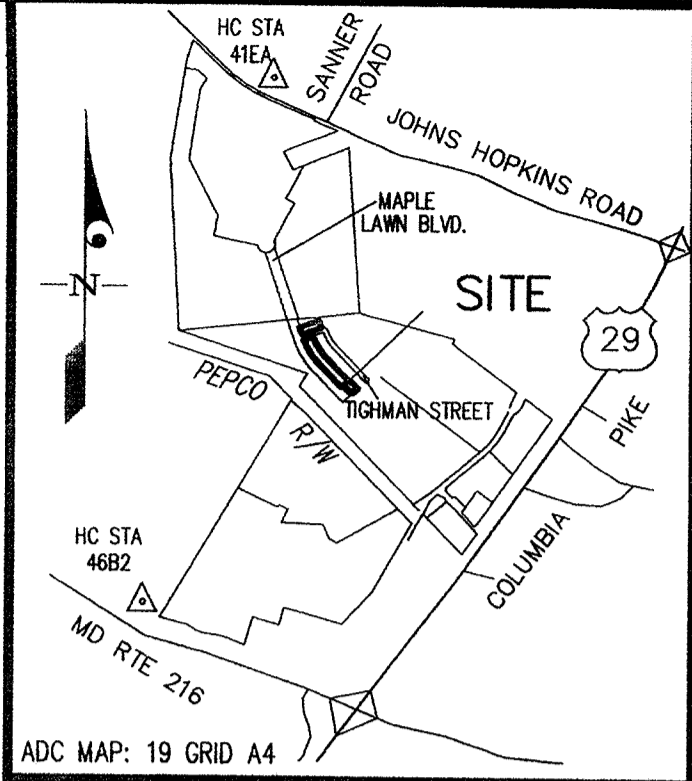 HC STA
41EA
SANNER
ROAD
JOHNS HOPKINS ROAD
MAPLE
LAWN BLVD.
N
SITE
29
PEPCO
R/W
TIGHMAN STREET
PIKE
COLUMBIA
HC STA
46B2
MD RTE 216
ADC MAP: 19 GRID A4